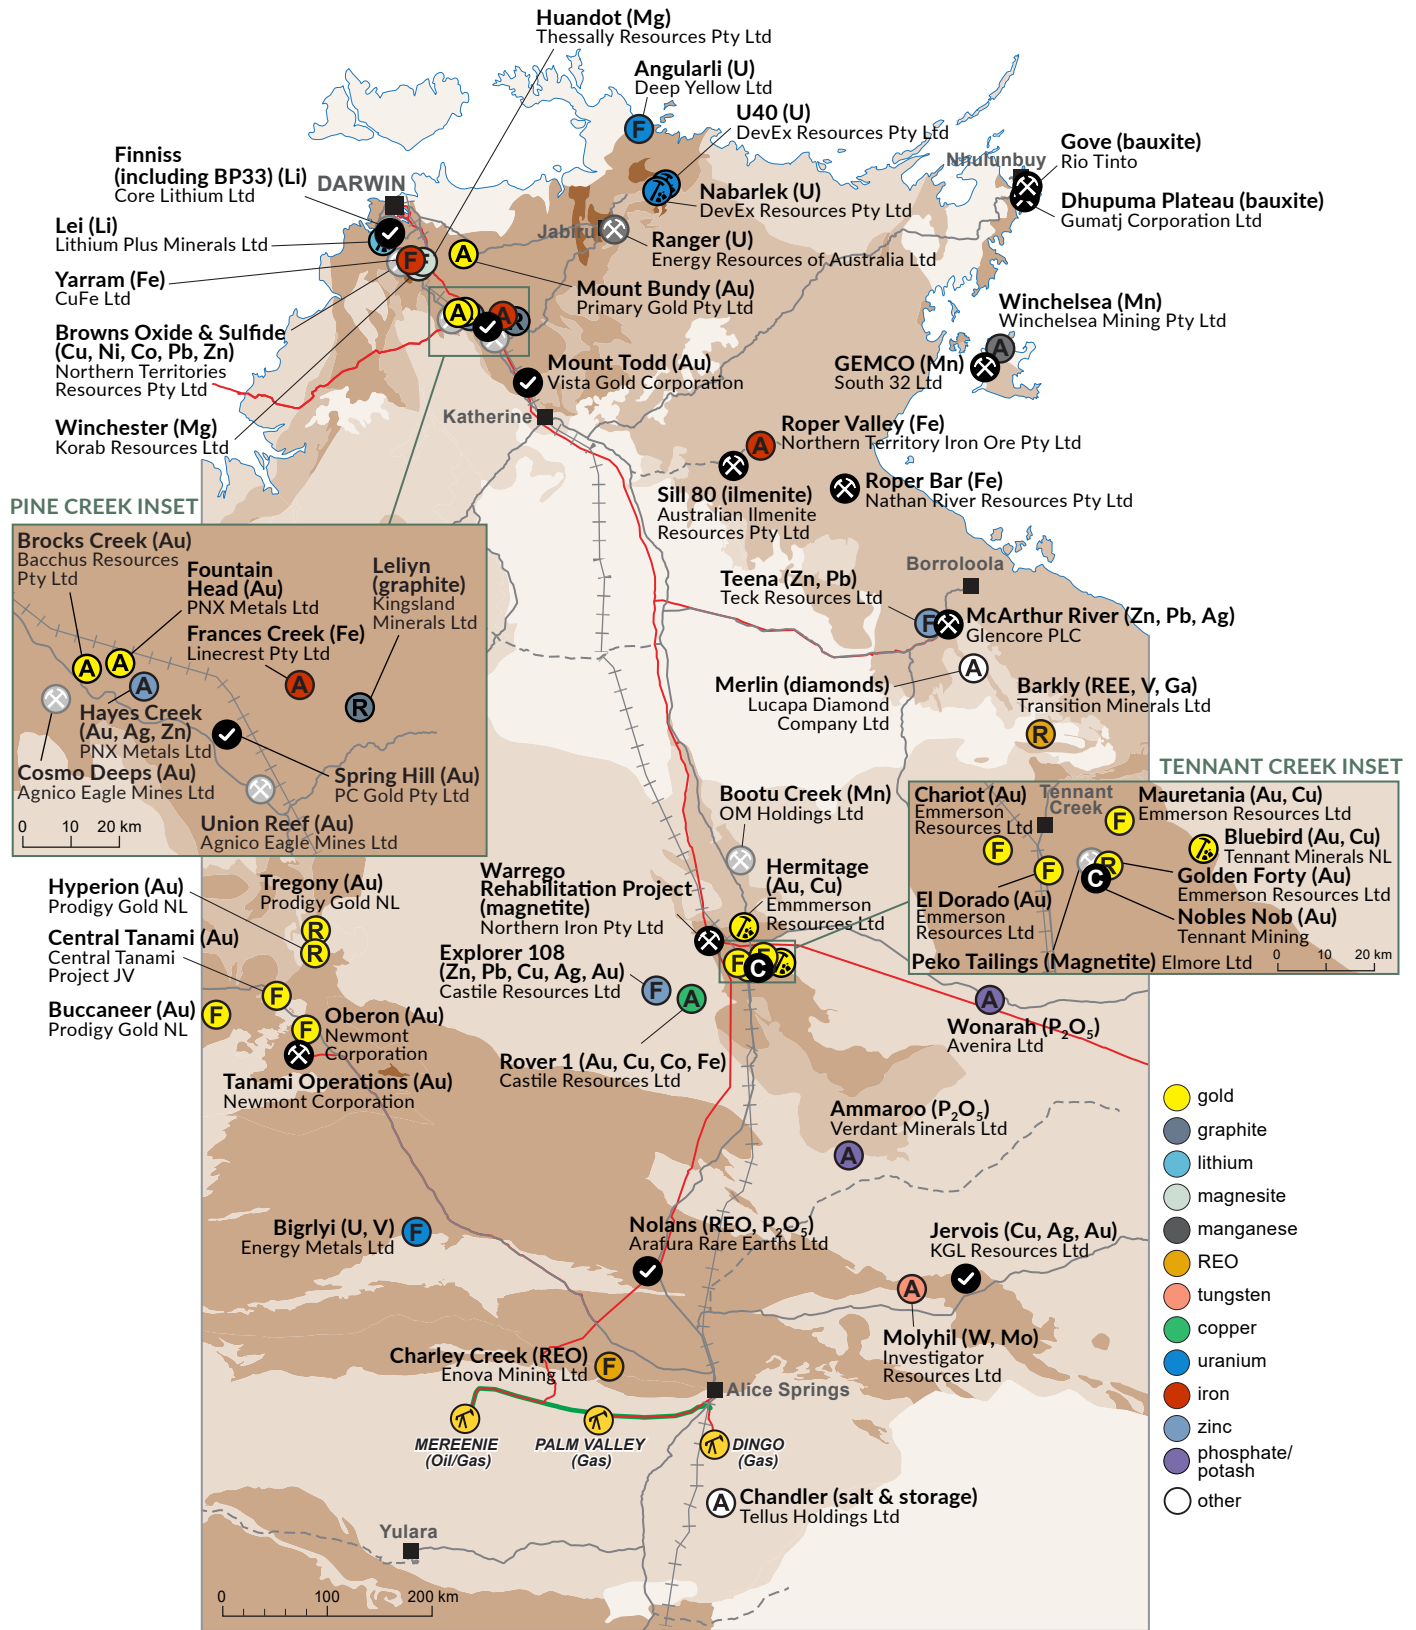 Huandot (Mg)
Thessally Resources Pty Ltd
Angularli (U)
Deep Yellow Ltd
U40 (U)
DevEx Resources Pty Ltd
Finniss
(including BP33) (Li)
Core Lithium Ltd
DARWIN
Nhulunbuy
Gove (bauxite)
Rio Tinto
Nabarlek (U)
DevEx Resources Pty Ltd
Dhupuma Plateau (bauxite)
Gumatj Corporation Ltd
Lei (Li)
Lithium Plus Minerals Ltd
Jabiru
Ranger (U)
Energy Resources of Australia Ltd
F
A
Yarram (Fe)
CuFe Ltd
F
F
A
Mount Bundy (Au)
Primary Gold Pty Ltd
Winchelsea (Mn)
Winchelsea Mining Pty Ltd
Browns Oxide & Sulfide
(Cu, Ni, Co, Pb, Zn)
Northern Territories
Resources Pty Ltd
A
A
R
A
Mount Todd (Au)
Vista Gold Corporation
GEMCO (Mn)
South 32 Ltd
Winchester (Mg)
Korab Resources Ltd
Katherine
A
Roper Valley (Fe)
Northern Territory Iron Ore Pty Ltd
Sill 80 (ilmenite)
Australian Ilmenite
Resources Pty Ltd
Roper Bar (Fe)
Nathan River Resources Pty Ltd
PINE CREEK INSET
Brocks Creek (Au)
Bacchus Resources
Pty Ltd
Fountain
Head (Au)
PNX Metals Ltd
Leliyn
(graphite)
Kingsland
Minerals Ltd
Frances Creek (Fe)
Linecrest Pty Ltd
A
A
A
A
R
Hayes Creek
(Au, Ag, Zn)
PNX Metals Ltd
Cosmo Deeps (Au)
Agnico Eagle Mines Ltd
Spring Hill (Au)
PC Gold Pty Ltd
Union Reef (Au)
Agnico Eagle Mines Ltd
0 10 20 km
Borroloola
Teena (Zn, Pb)
Teck Resources Ltd
F
McArthur River (Zn, Pb, Ag)
Glencore PLC
A
Merlin (diamonds)
Lucapa Diamond
Company Ltd
Barkly (REE, V, Ga)
Transition Minerals Ltd
R
TENNANT CREEK INSET
Chariot (Au)
Emmerson
Resources Ltd
Tennant
Creek
Mauretania (Au, Cu)
Emmerson Resources Ltd
F
F
Bluebird (Au, Cu)
Tennant Minerals NL
F
R
C
Golden Forty (Au)
Emmerson Resources Ltd
El Dorado (Au)
Emmerson
Resources Ltd
Nobles Nob (Au)
Tennant Mining
Peko Tailings (Magnetite) Elmore Ltd
0 10 20 km
Bootu Creek (Mn)
OM Holdings Ltd
Hermitage
(Au, Cu)
Emmmerson
Resources Ltd
Warrego
Rehabilitation Project
(magnetite)
Northern Iron Pty Ltd
F
F
C
Hyperion (Au)
Prodigy Gold NL
Tregony (Au)
Prodigy Gold NL
R
R
Central Tanami (Au)
Central Tanami
Project JV
F
Buccaneer (Au)
Prodigy Gold NL
F
F
Oberon (Au)
Newmont
Corporation
Tanami Operations (Au)
Newmont Corporation
Explorer 108
(Zn, Pb, Cu, Ag, Au)
Castile Resources Ltd
F
A
Rover 1 (Au, Cu, Co, Fe)
Castile Resources Ltd
A
Wonarah (P2O5)
Avenira Ltd
Ammaroo (P2O5)
Verdant Minerals Ltd
A
Bigrlyi (U, V)
Energy Metals Ltd
F
Nolans (REO, P2O5)
Arafura Rare Earths Ltd
Jervois (Cu, Ag, Au)
KGL Resources Ltd
A
Molyhil (W, Mo)
Investigator
Resources Ltd
Charley Creek (REO)
Enova Mining Ltd
F
Alice Springs
MEREENIE
(Oil/Gas)
PALM VALLEY
(Gas)
DINGO
(Gas)
A
Chandler (salt & storage)
Tellus Holdings Ltd
Yulara
0 100 200 km
gold
graphite
lithium
magnesite
manganese
REO
tungsten
copper
uranium
iron
zinc
phosphate/
potash
other